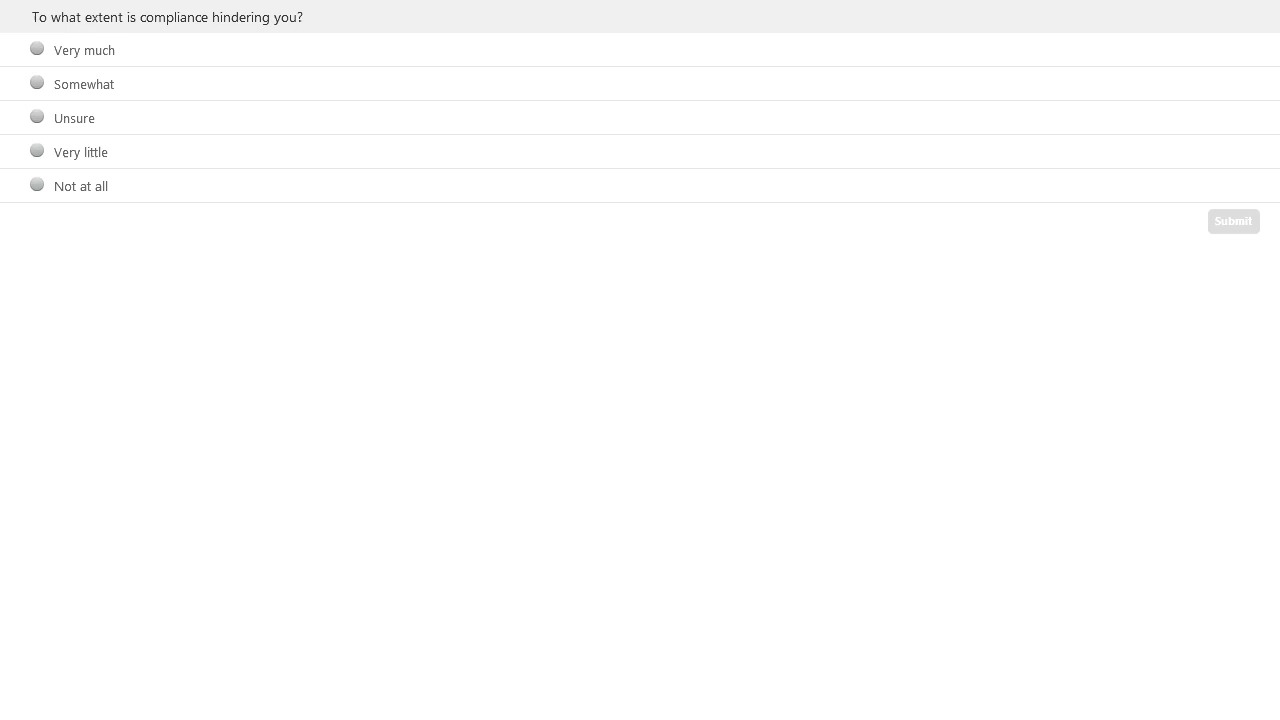 To what extent is compliance hindering you?
Very much
Somewhat
Unsure
Very little
Not at all
Submit